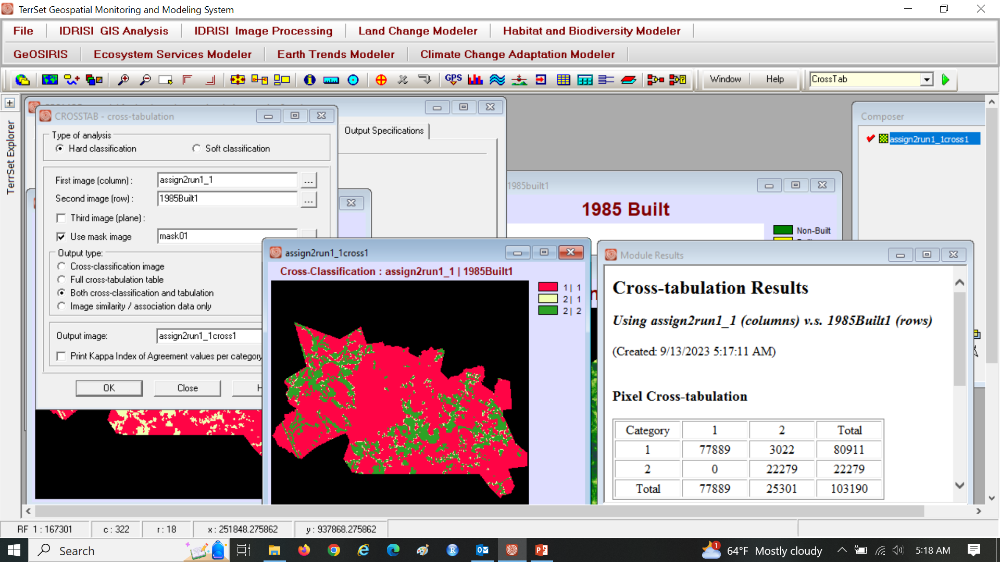 TerrSet Geospatial Monitoring and Modeling System
File IDRISI GIS Analysis IDRISI Image Processing Land Change Modeler Habitat and Biodiversity Modeler
GeOSIRIS Ecosystem Services Modeler Earth Trends Modeler Climate Change Adaptation Modeler
GPS Window Help CrossTab
TerrSet Explorer
CROSSTAB - cross-tabulation
Type of analysis
Hard classification Soft classification
First image (column) : assign2run1_1 ...
Second image (row) : 1985Built1 ...
Third image (plane) :
Use mask image mask01
Output type:
Cross-classification image
Full cross-tabulation table
Both cross-classification and tabulation
Image similarity / association data only
Output image: assign2run1_1cross1
Print Kappa Index of Agreement values per category
OK Close H
Output Specifications
1985built1
1985 Built
Non-Built
Composer
assign2run1_1cross1
assign2run1_1cross1
Cross-Classification : assign2run1_1 | 1985Built1
1 | 1
2 | 1
2 | 2
Module Results
Cross-tabulation Results
Using assign2run1_1 (columns) v.s. 1985Built1 (rows)
(Created: 9/13/2023 5:17:11 AM)
Pixel Cross-tabulation
Category 1 2 Total
1 77889 3022 80911
2 0 22279 22279
Total 77889 25301 103190
RF 1 : 167301 c : 322 r : 18 x : 251848.275862 y : 937868.275862
Search 1 64°F Mostly cloudy 5:18 AM